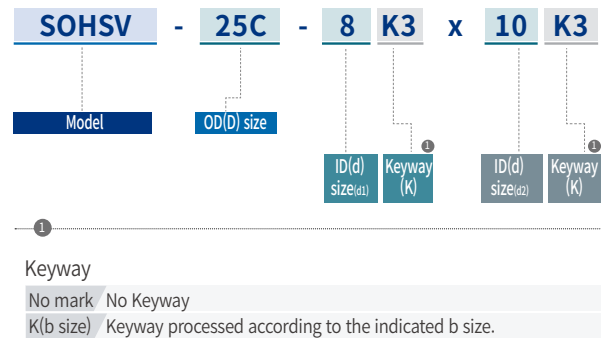 SOHSV - 25C - 8 K3 x 10 K3
Model
OD(D) size
1 1
ID(d) Keyway ID(d) Keyway
size(d1) (K) size(d2) (K)
1
Keyway
No mark No Keyway
K(b size) Keyway processed according to the indicated b size.